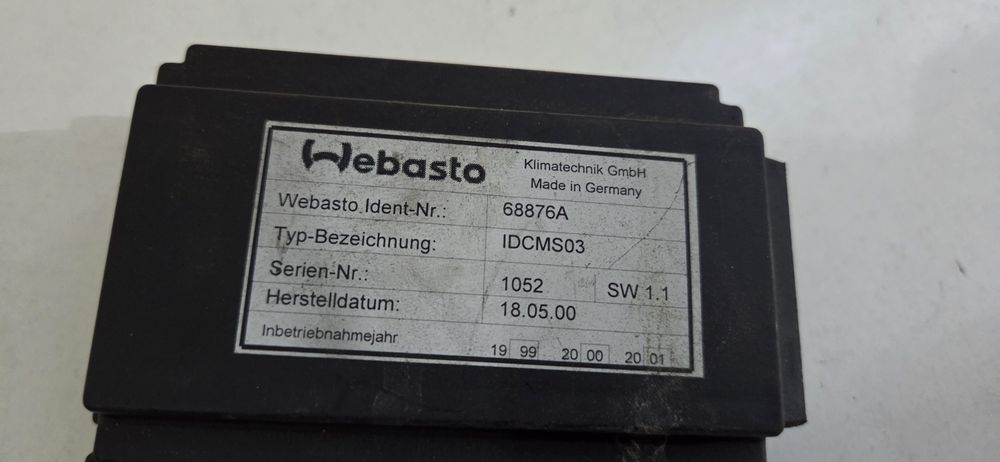 Webasto Klimatechnik GmbH
Made in Germany
Webasto Ident-Nr.: 68876A
Typ-Bezeichnung: IDCMS03
Serien-Nr.: 1052 SW 1.1
Herstelldatum: 18.05.00
Inbetriebnahmejahr 19 99 20 00 20 01